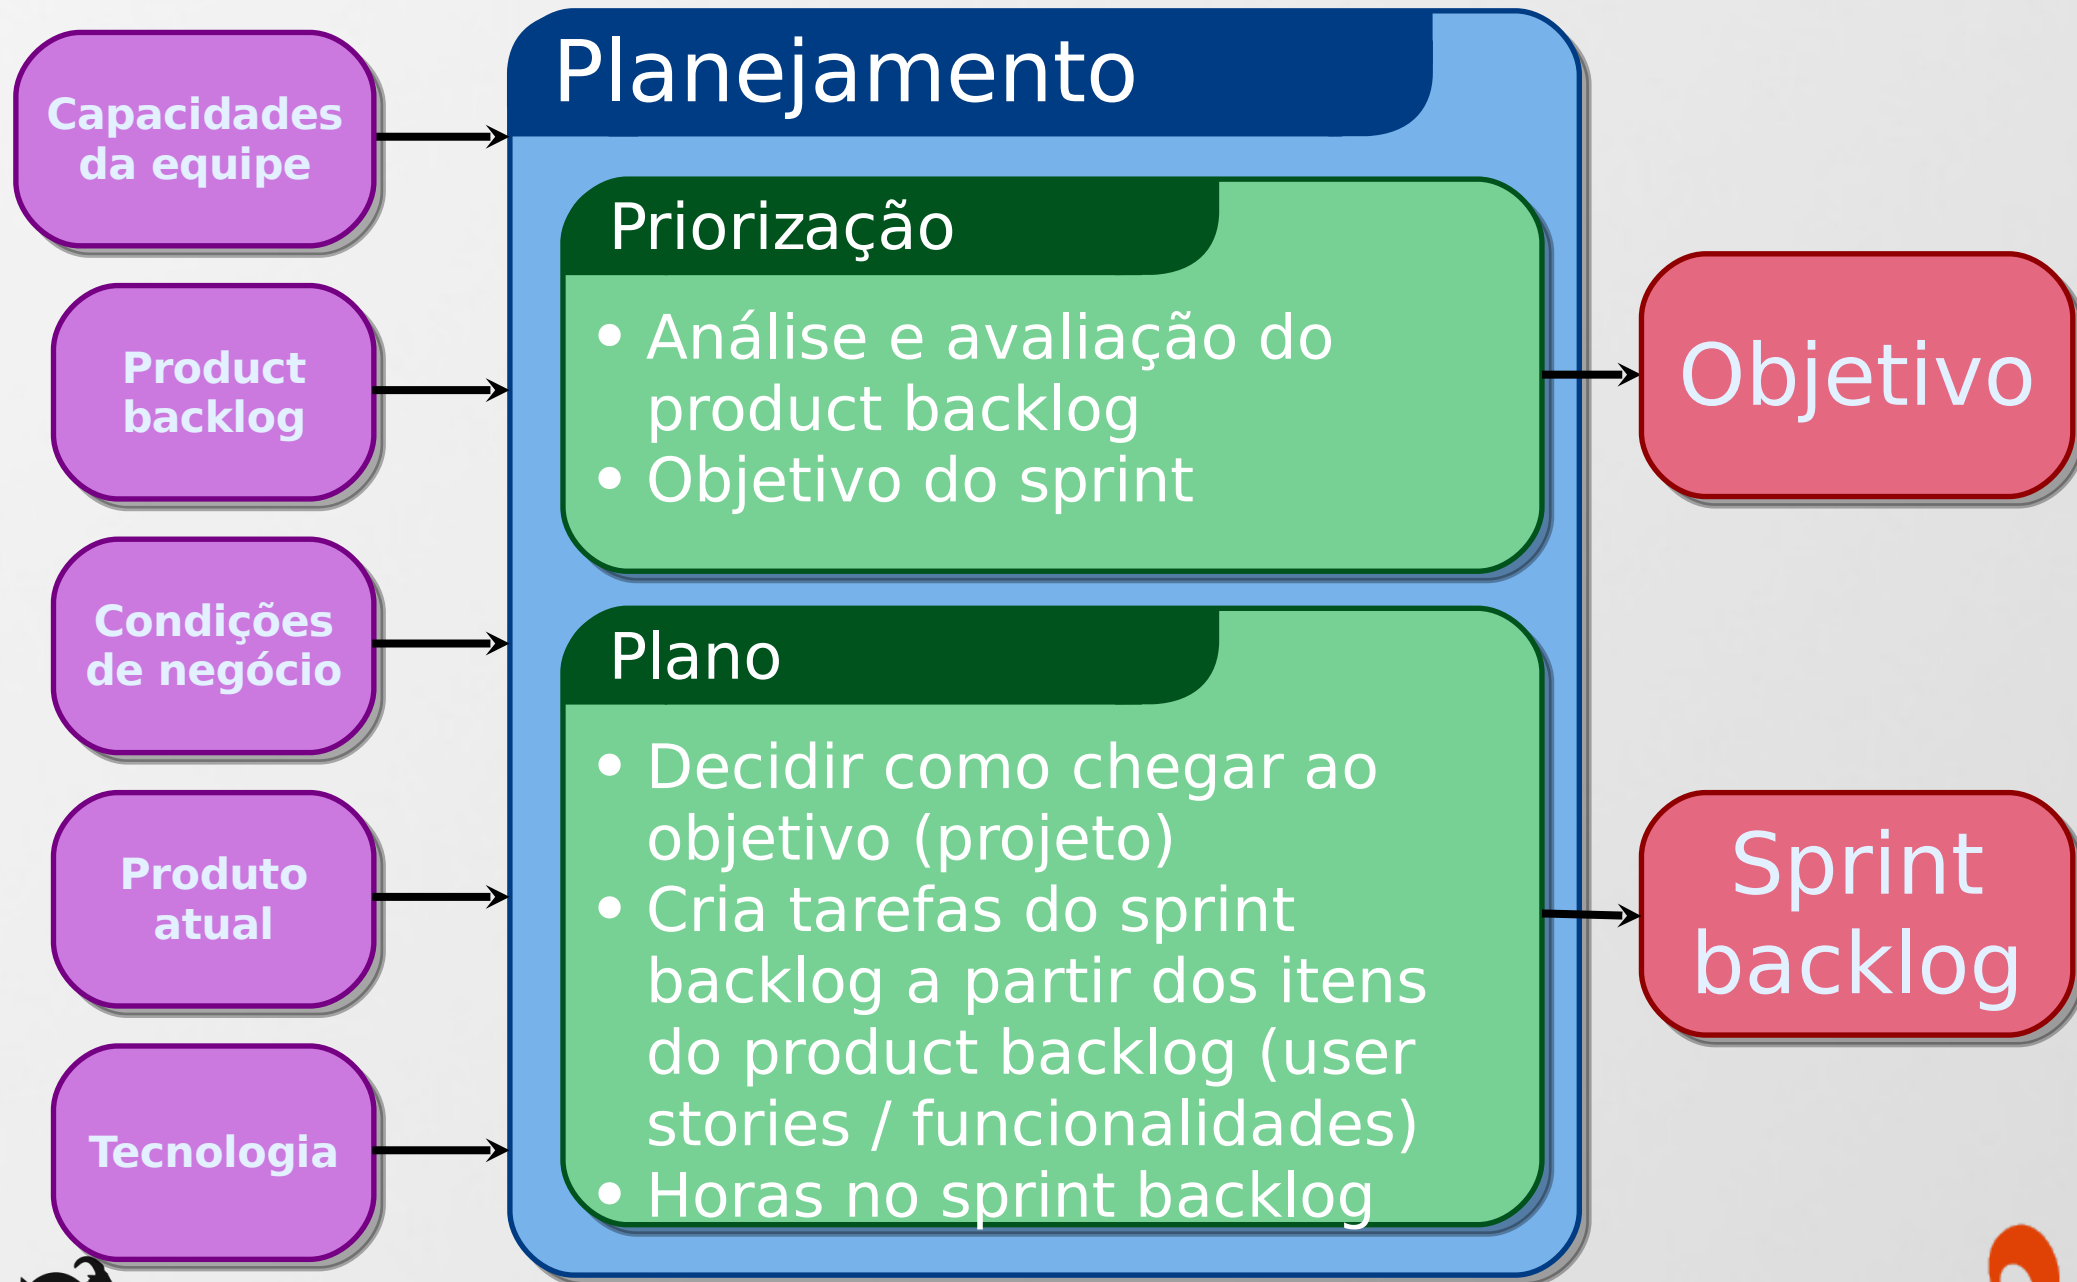 Capacidades
da equipe
Product
backlog
Condições
de negócio
Produto
atual
Tecnologia
Planejamento
Priorização
• Análise e avaliação do
product backlog
• Objetivo do sprint
Plano
• Decidir como chegar ao
objetivo (projeto)
• Cria tarefas do sprint
backlog a partir dos itens
do product backlog (user
stories / funcionalidades)
• Horas no sprint backlog
Objetivo
Sprint
backlog